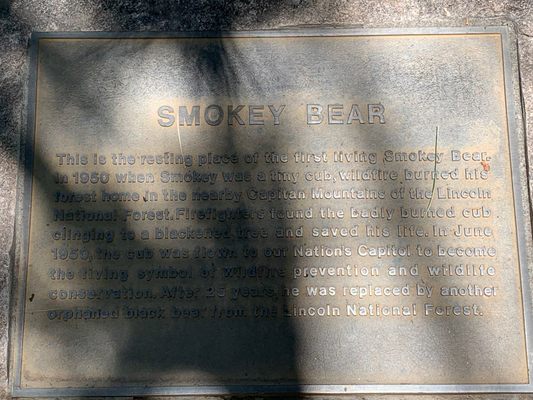 SMOKEY BEAR
This is the resting place of the first living Smokey Bear.
In 1950 when Smokey was a tiny cub, wildfire burned his
forest home in the nearby Capitan Mountains of the Lincoln
National Forest. Firefighters found the badly burned cub
clinging to a blackened tree and saved his life. In June
1950, the cub was flown to our Nation's Capitol to become
the living symbol of wildfire prevention and wildlife
conservation. After 25 years, he was replaced by another
orphaned black bear from the Lincoln National Forest.